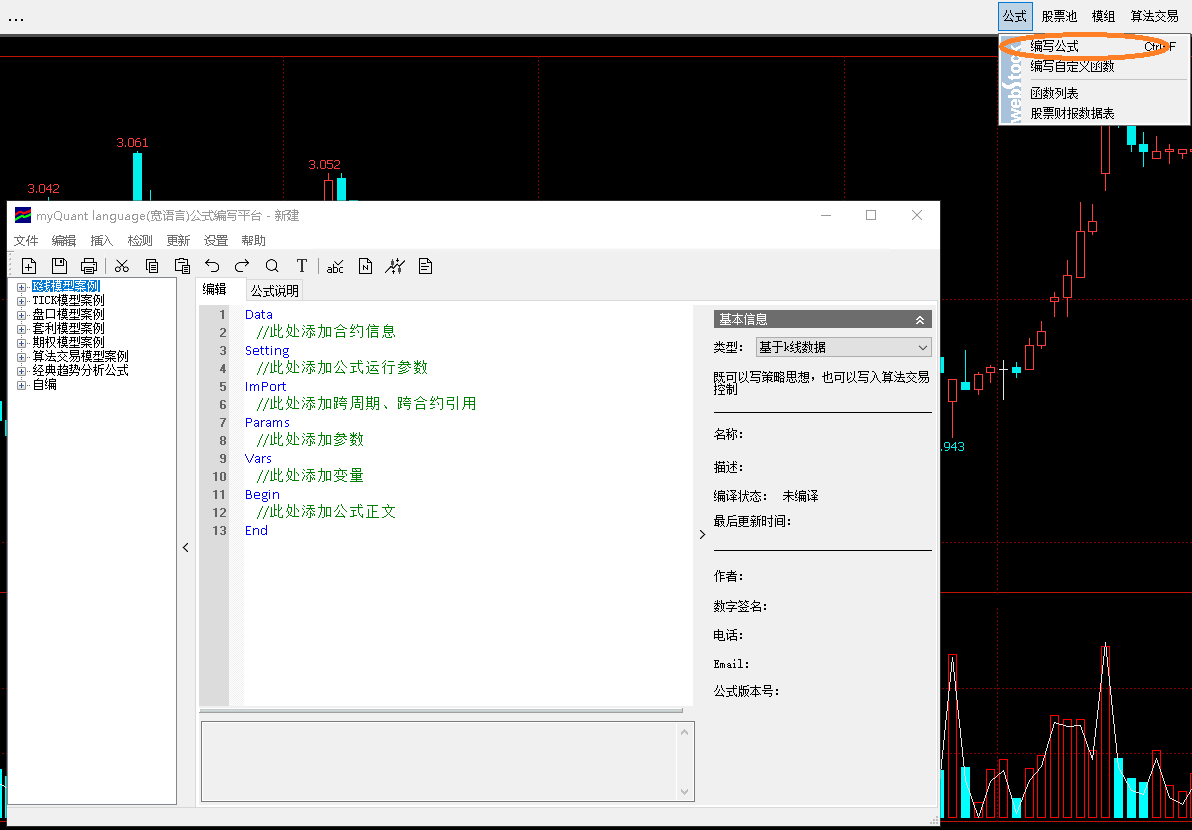 ...
公式 股票池 模组 算法交易
编写公式 Ctrl+F
编写自定义函数
函数列表
股票财报数据表
webstock
3.061
3.052
3.042
.943
myQuant language(宽语言)公式编写平台 - 新建
文件 编辑 插入 检测 更新 设置 帮助
T abc N
K线模型案例
TICK模型案例
盘口模型案例
套利模型案例
期权模型案例
算法交易模型案例
经典趋势分析公式
自编
编辑 公式说明
1 Data
2 //此处添加合约信息
3 Setting
4 //此处添加公式运行参数
5 ImPort
6 //此处添加跨周期、跨合约引用
7 Params
8 //此处添加参数
9 Vars
10 //此处添加变量
11 Begin
12 //此处添加公式正文
13 End
基本信息
类型： 基于k线数据
既可以写策略思想，也可以写入算法交易
控制
名称：
描述：
编译状态： 未编译
最后更新时间：
作者：
数字签名：
电话：
Email：
公式版本号：